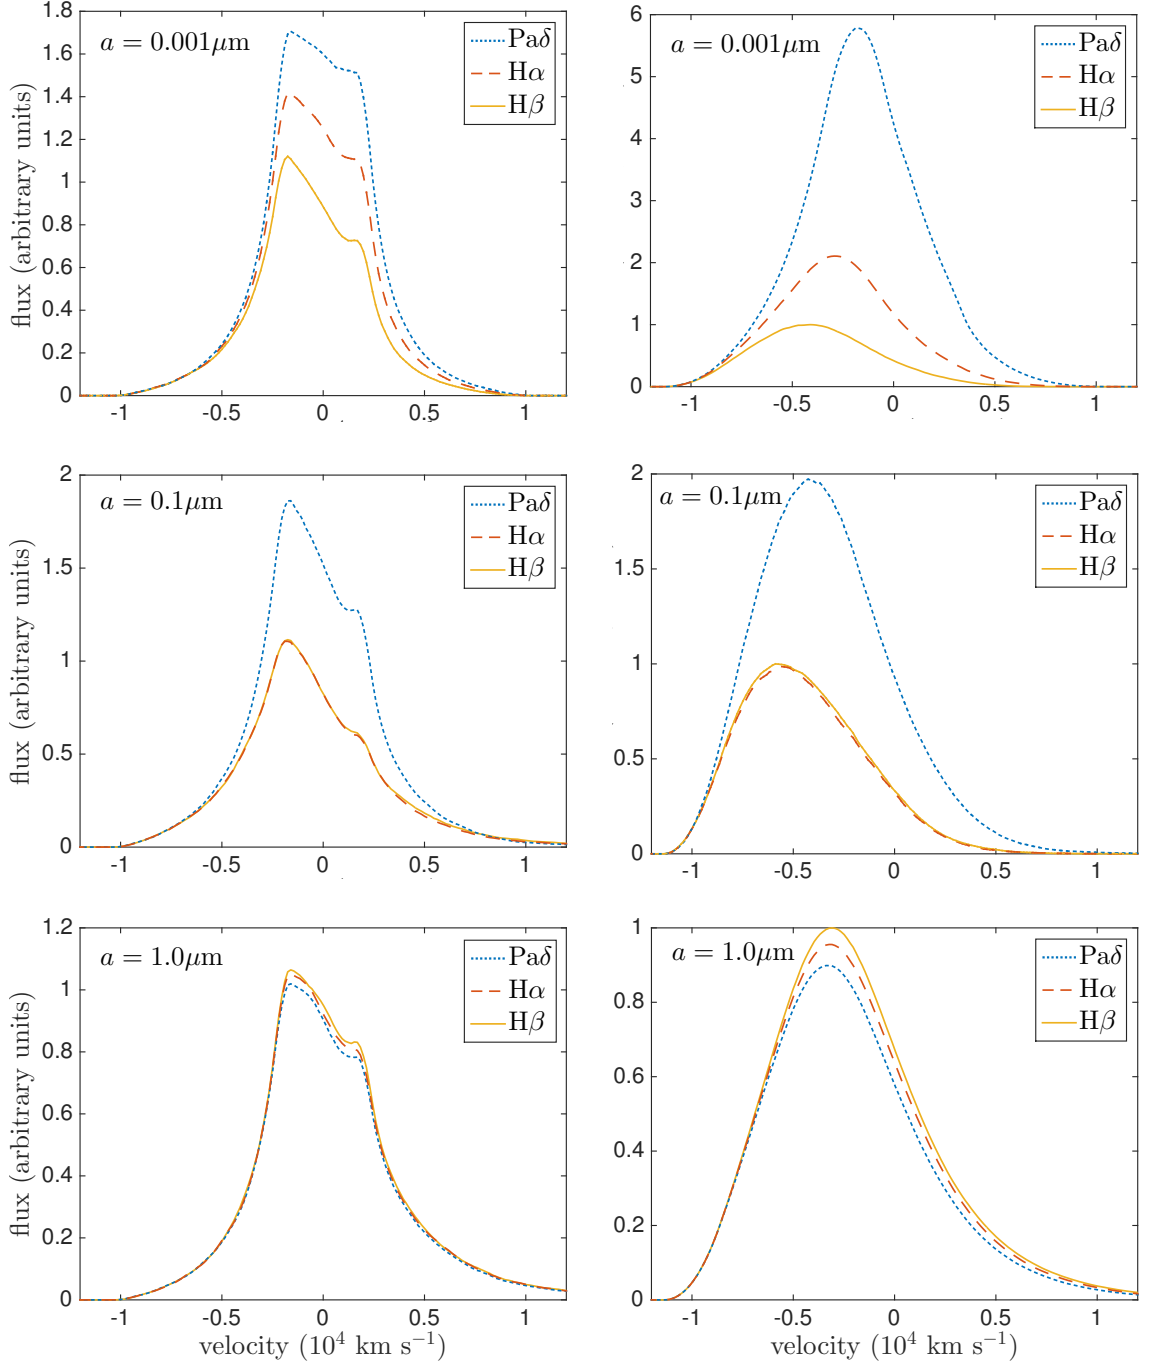 1.8
1.6
1.4
1.2
1
0.8
0.6
0.4
0.2
0
a = 0.001μm
Paδ
Hα
Hβ
-1 -0.5 0 0.5 1
flux (arbitrary units)
6
5
4
3
2
1
0
a = 0.001μm
Paδ
Hα
Hβ
-1 -0.5 0 0.5 1
2
1.5
1
0.5
0
a = 0.1μm
Paδ
Hα
Hβ
-1 -0.5 0 0.5 1
flux (arbitrary units)
2
1.5
1
0.5
0
a = 0.1μm
Paδ
Hα
Hβ
-1 -0.5 0 0.5 1
1.2
1
0.8
0.6
0.4
0.2
0
a = 1.0μm
Paδ
Hα
Hβ
-1 -0.5 0 0.5 1
flux (arbitrary units)
velocity (10⁴ km s⁻¹)
1
0.8
0.6
0.4
0.2
0
a = 1.0μm
Paδ
Hα
Hβ
-1 -0.5 0 0.5 1
velocity (10⁴ km s⁻¹)